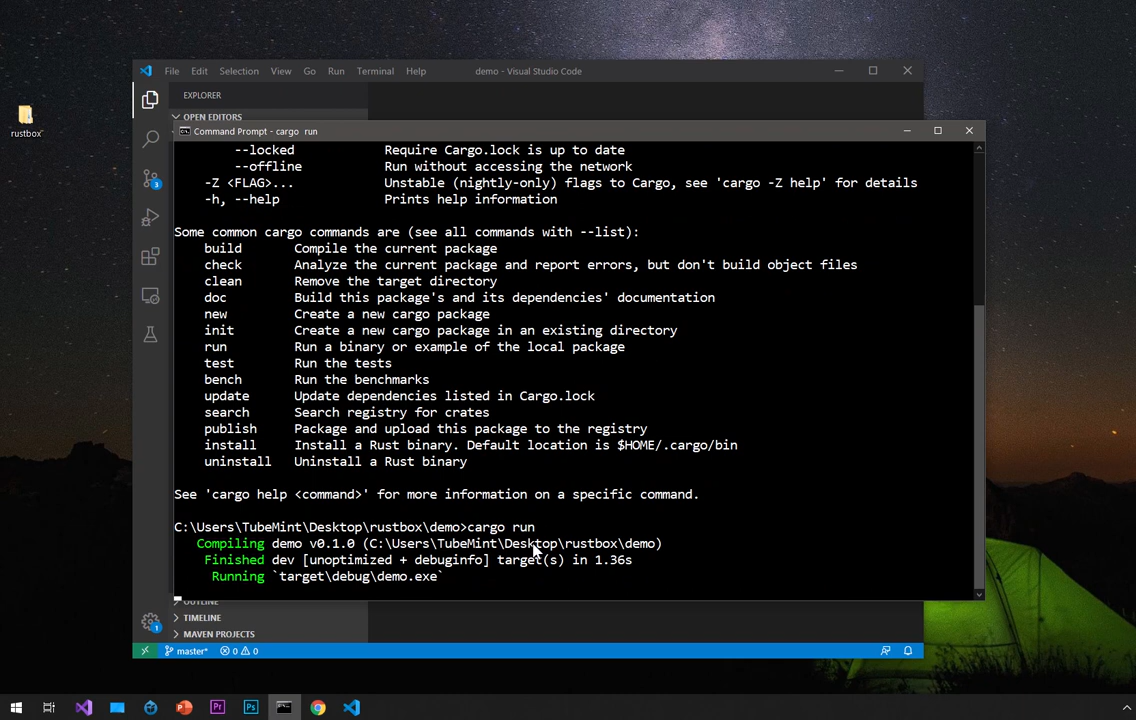 File Edit Selection View Go Run Terminal Help demo - Visual Studio Code
rustbox
EXPLORER
OPEN EDITORS
Command Prompt - cargo run
--locked Require Cargo.lock is up to date
--offline Run without accessing the network
-Z <FLAG>... Unstable (nightly-only) flags to Cargo, see 'cargo -Z help' for details
-h, --help Prints help information
Some common cargo commands are (see all commands with --list):
build Compile the current package
check Analyze the current package and report errors, but don't build object files
clean Remove the target directory
doc Build this package's and its dependencies' documentation
new Create a new cargo package
init Create a new cargo package in an existing directory
run Run a binary or example of the local package
test Run the tests
bench Run the benchmarks
update Update dependencies listed in Cargo.lock
search Search registry for crates
publish Package and upload this package to the registry
install Install a Rust binary. Default location is $HOME/.cargo/bin
uninstall Uninstall a Rust binary
See 'cargo help <command>' for more information on a specific command.
C:\Users\TubeMint\Desktop\rustbox\demo>cargo run
Compiling demo v0.1.0 (C:\Users\TubeMint\Desktop\rustbox\demo)
Finished dev [unoptimized + debuginfo] target(s) in 1.36s
Running `target\debug\demo.exe`
OUTLINE
TIMELINE
MAVEN PROJECTS
master* 0 0
3
1
Pr
Ps